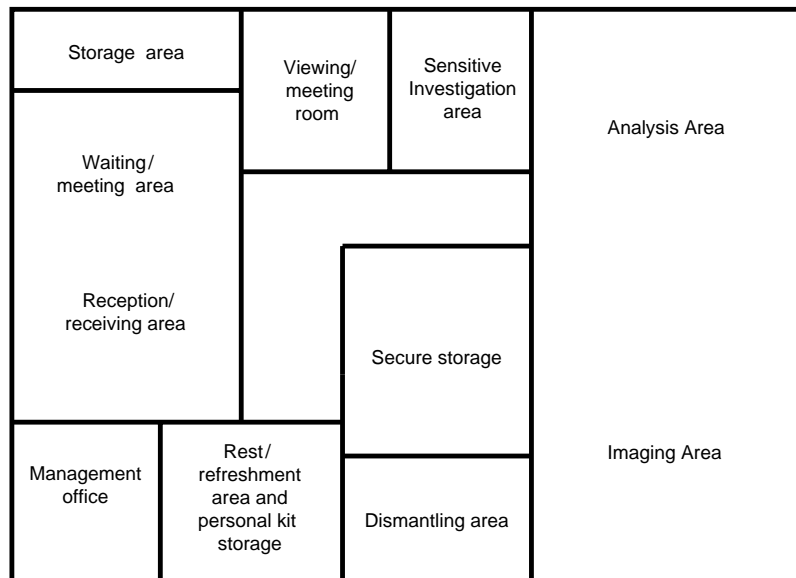 Storage area
Viewing/
meeting
room
Sensitive
Investigation
area
Analysis Area
Waiting/
meeting area
Reception/
receiving area
Secure storage
Management
office
Rest/
refreshment
area and
personal kit
storage
Dismantling area
Imaging Area